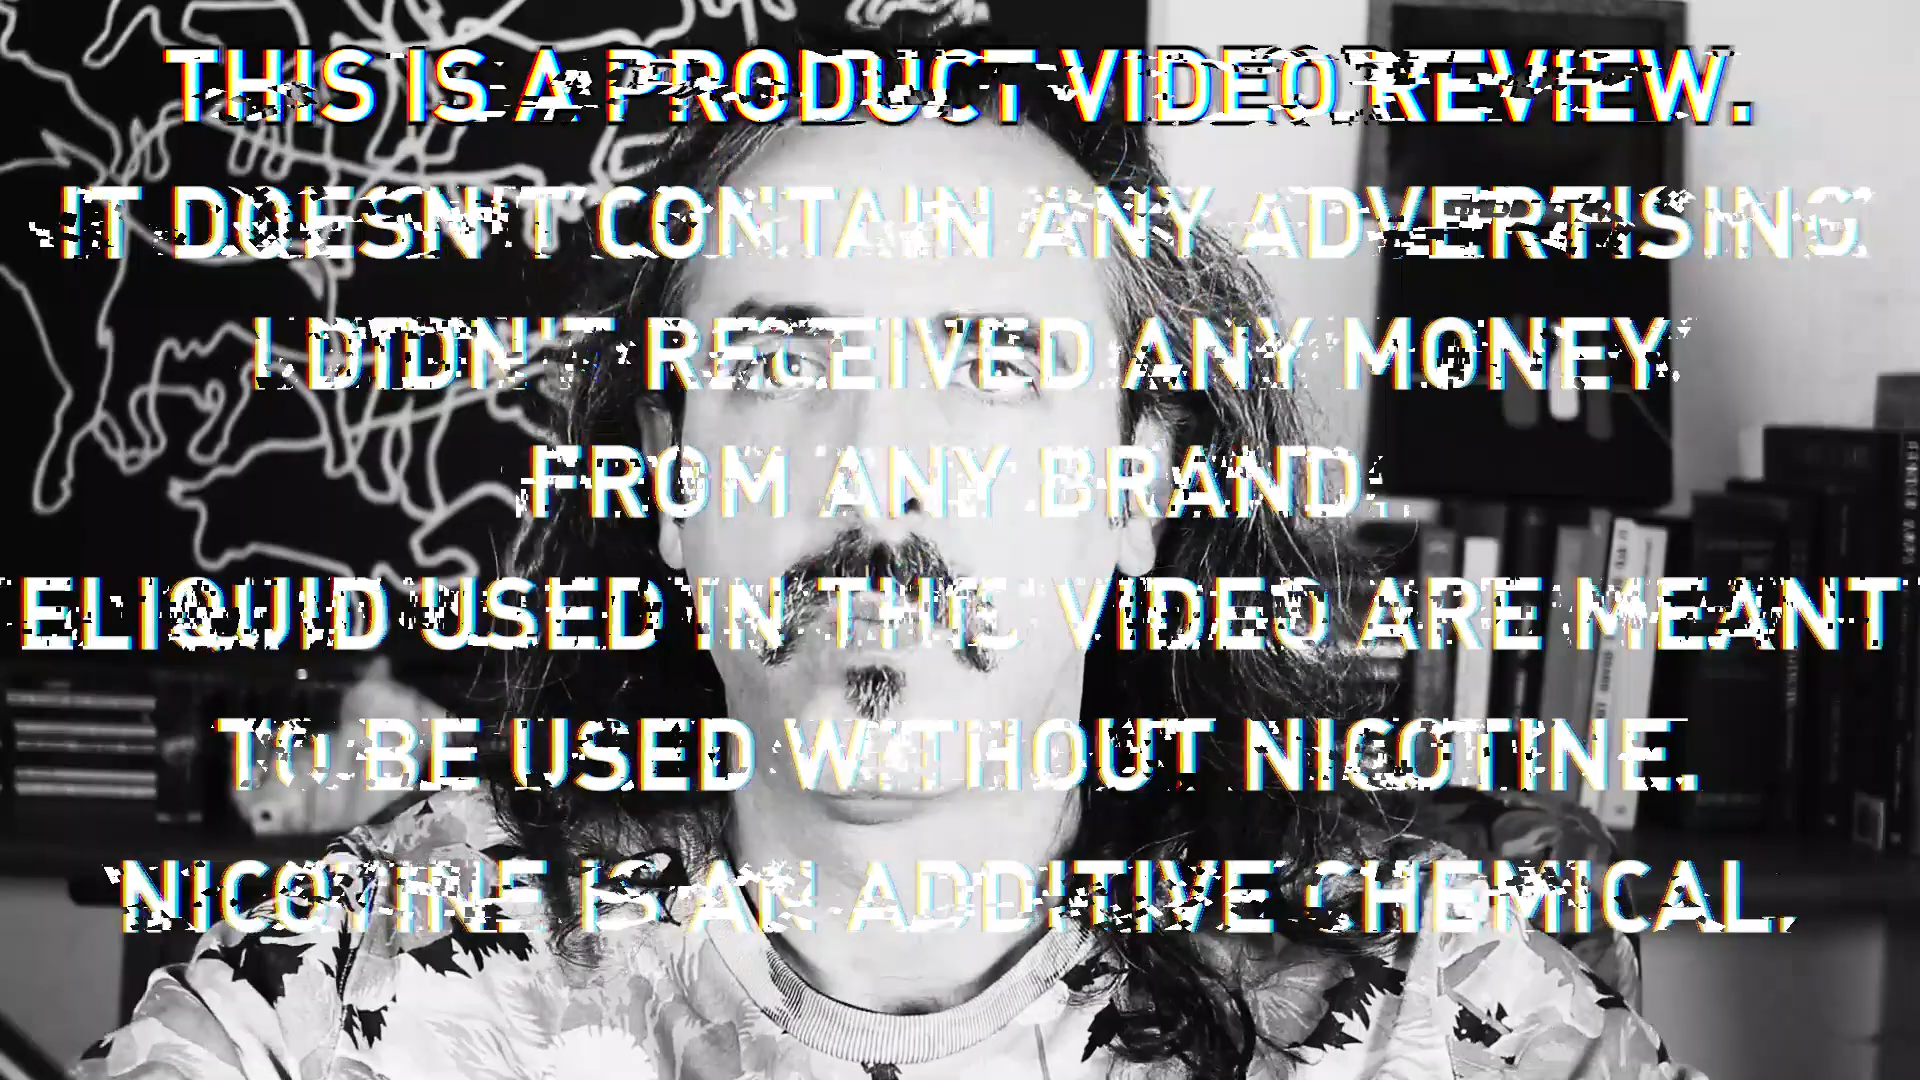 THIS IS A PRODUCT VIDEO REVIEW.
IT DOESN'T CONTAIN ANY ADVERTISING
I DIDN'T RECEIVED ANY MONEY
FROM ANY BRAND.
ELIQUID USED IN THIS VIDEO ARE MEANT
TO BE USED WITHOUT NICOTINE.
NICOTINE IS AN ADDITIVE CHEMICAL.